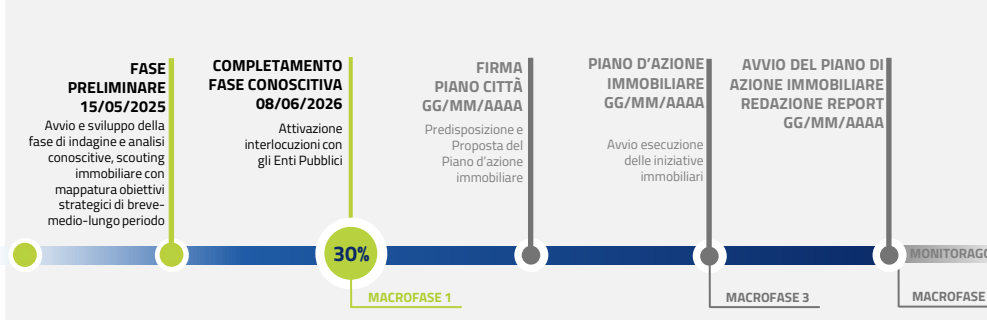 FASE
PRELIMINARE
15/05/2025
Avvio e sviluppo della
fase di indagine e analisi
conoscitive, scouting
immobiliare con
mappatura obiettivi
strategici di breve-
medio-lungo periodo
COMPLETAMENTO
FASE CONOSCITIVA
08/06/2026
Attivazione
interlocuzioni con
gli Enti Pubblici
FIRMA
PIANO CITTÀ
GG/MM/AAAA
Predisposizione e
Proposta del
Piano d'azione
immobiliare
PIANO D'AZIONE
IMMOBILIARE
GG/MM/AAAA
Avvio esecuzione
delle iniziative
immobiliari
AVVIO DEL PIANO DI
AZIONE IMMOBILIARE
REDAZIONE REPORT
GG/MM/AAAA
30%
MONITORAGG
MACROFASE 1
MACROFASE 3
MACROFASE